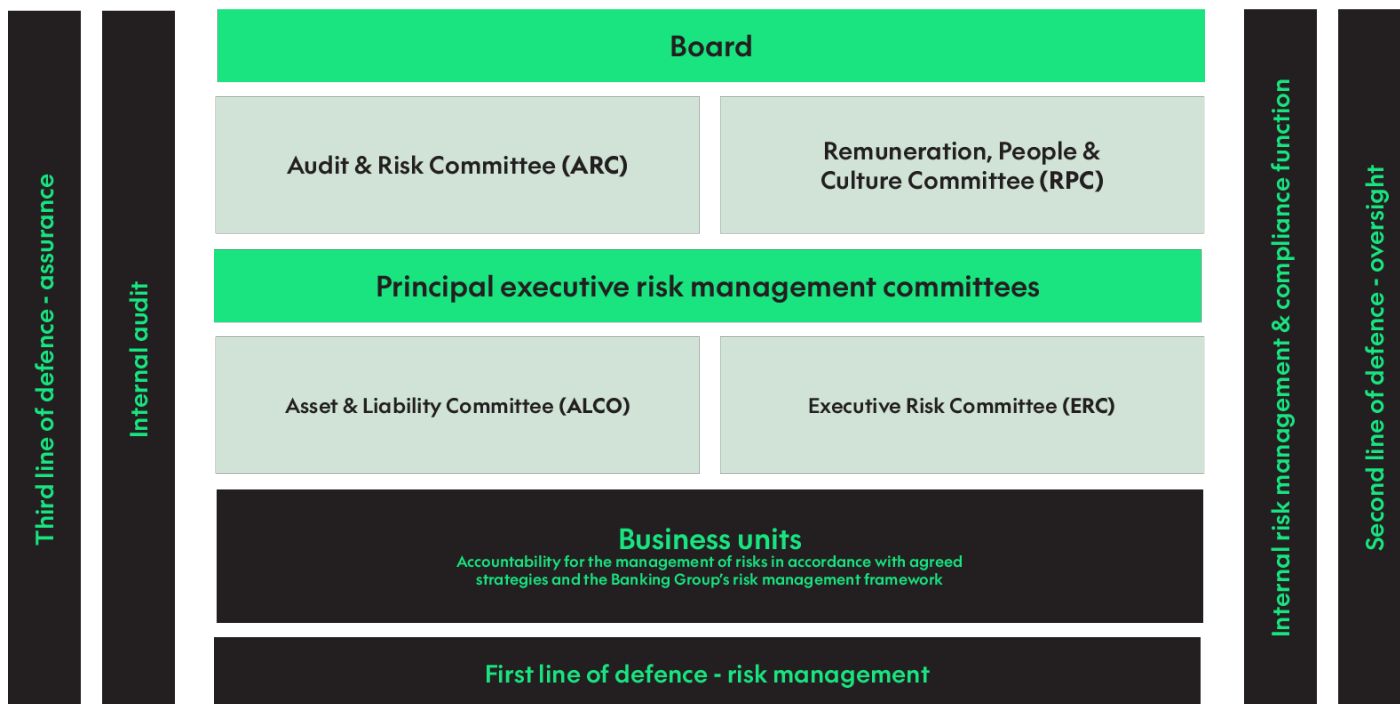 Third line of defence - assurance
Internal audit
Board
Audit & Risk Committee (ARC)
Remuneration, People &
Culture Committee (RPC)
Principal executive risk management committees
Asset & Liability Committee (ALCO)
Executive Risk Committee (ERC)
Business units
Accountability for the management of risks in accordance with agreed
strategies and the Banking Group’s risk management framework
First line of defence - risk management
Internal risk management & compliance function
Second line of defence - oversight